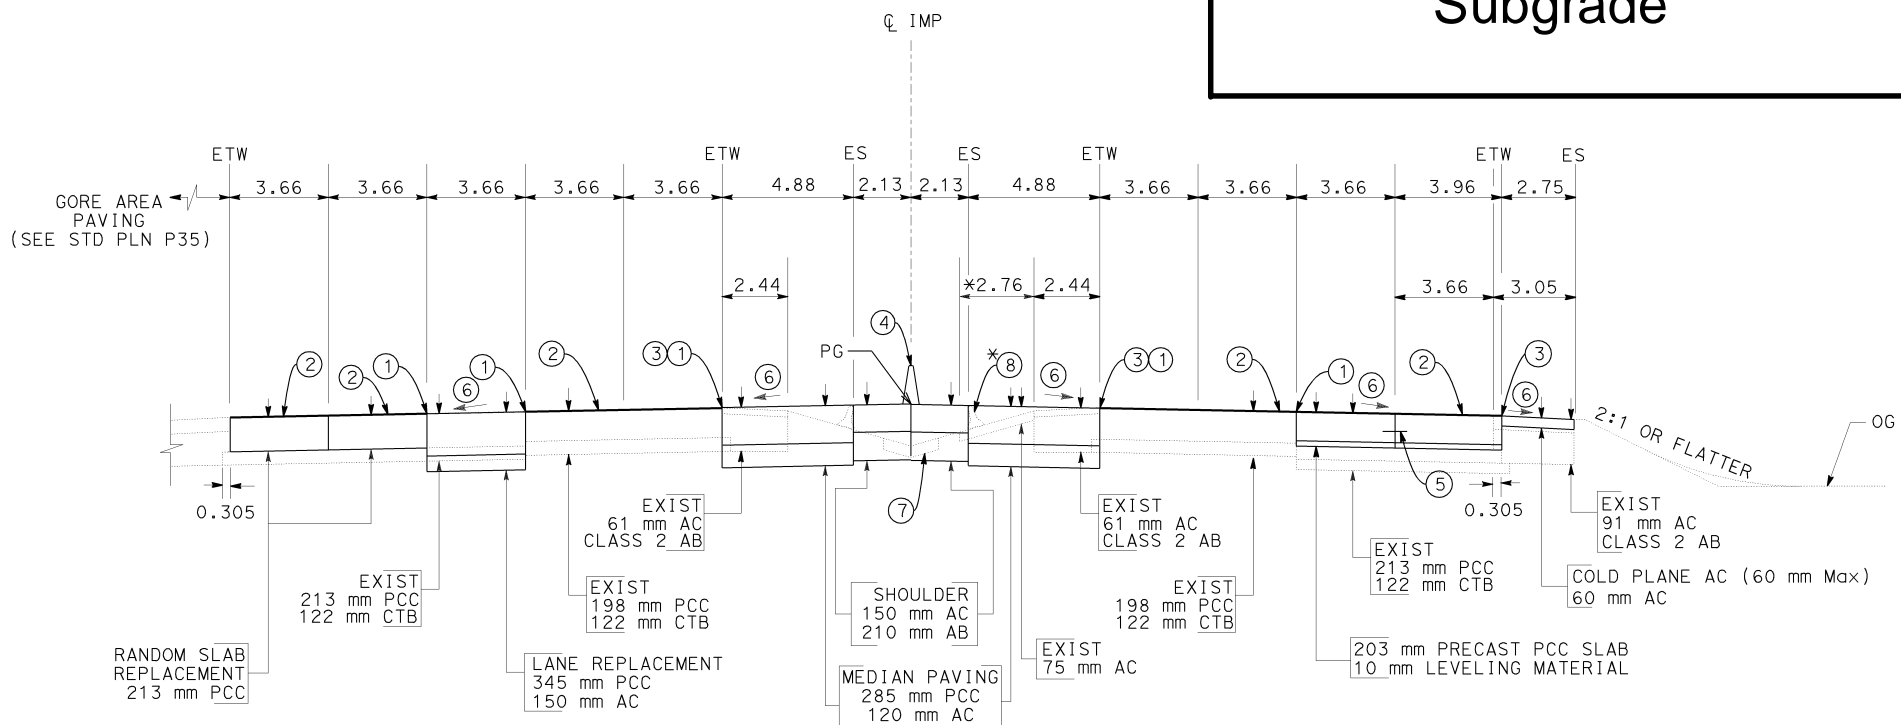 Subgrade
℄ IMP
ETW
ETW
ES
ES
ETW
ETW
ES
3.66
3.66
3.66
3.66
3.66
4.88
2.13
2.13
4.88
3.66
3.66
3.66
3.96
2.75
GORE AREA
PAVING
(SEE STD PLN P35)
2.44
*2.76
2.44
3.66
3.05
4
PG
2
2
1
6
1
2
3 1
6
* 8
6
3 1
2
1
6
2
3
6
2:1 OR FLATTER
OG
0.305
7
5
0.305
EXIST
61 mm AC
CLASS 2 AB
EXIST
61 mm AC
CLASS 2 AB
EXIST
91 mm AC
CLASS 2 AB
EXIST
213 mm PCC
122 mm CTB
EXIST
198 mm PCC
122 mm CTB
SHOULDER
150 mm AC
210 mm AB
EXIST
198 mm PCC
122 mm CTB
EXIST
213 mm PCC
122 mm CTB
COLD PLANE AC (60 mm Max)
60 mm AC
RANDOM SLAB
REPLACEMENT
213 mm PCC
LANE REPLACEMENT
345 mm PCC
150 mm AC
MEDIAN PAVING
285 mm PCC
120 mm AC
EXIST
75 mm AC
203 mm PRECAST PCC SLAB
10 mm LEVELING MATERIAL